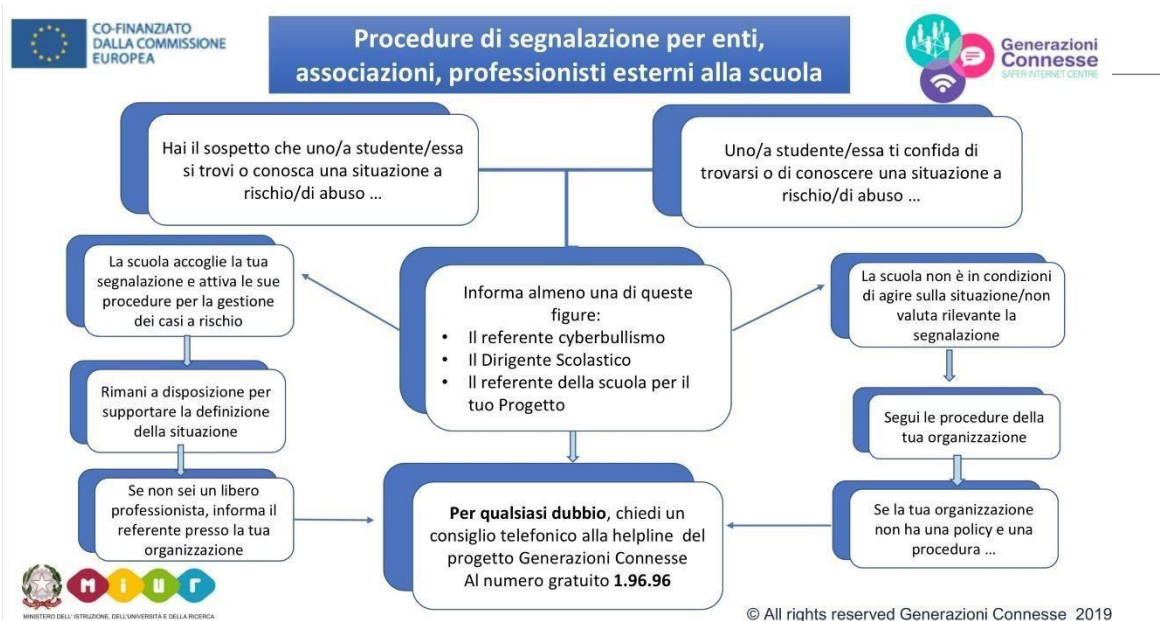 CO-FINANZIATO
DALLA COMMISSIONE
EUROPEA
Procedure di segnalazione per enti,
associazioni, professionisti esterni alla scuola
Generazioni
Connesse
SAFER INTERNET CENTRE
Hai il sospetto che uno/a studente/essa
si trovi o conosca una situazione a
rischio/di abuso ...
Uno/a studente/essa ti confida di
trovarsi o di conoscere una situazione a
rischio/di abuso ...
La scuola accoglie la tua
segnalazione e attiva le sue
procedure per la gestione
dei casi a rischio
Informa almeno una di queste
figure:
• Il referente cyberbullismo
• Il Dirigente Scolastico
• Il referente della scuola per il
tuo Progetto
La scuola non è in condizioni
di agire sulla situazione/non
valuta rilevante la
segnalazione
Rimani a disposizione per
supportare la definizione
della situazione
Segui le procedure della
tua organizzazione
Se non sei un libero
professionista, informa il
referente presso la tua
organizzazione
Per qualsiasi dubbio, chiedi un
consiglio telefonico alla helpline del
progetto Generazioni Connesse
Al numero gratuito 1.96.96
Se la tua organizzazione
non ha una policy e una
procedura ...
miur
MINISTERO DELL'ISTRUZIONE, DELL'UNIVERSITÀ E DELLA RICERCA
© All rights reserved Generazioni Connesse 2019